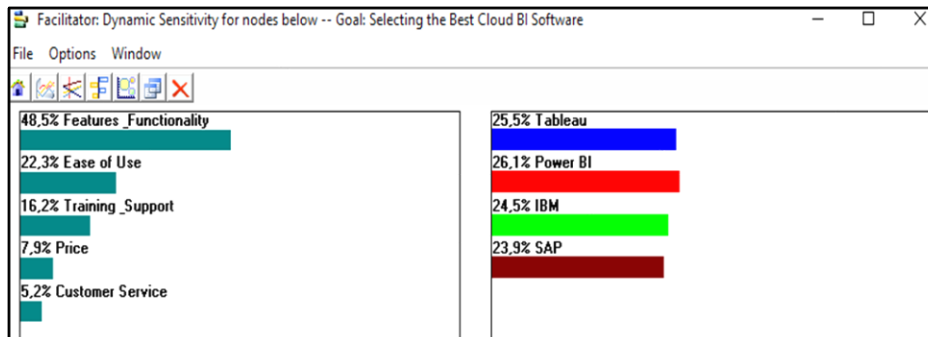 Facilitator: Dynamic Sensitivity for nodes below -- Goal: Selecting the Best Cloud BI Software
File Options Window
48,5% Features _Functionality
22,3% Ease of Use
16,2% Training _Support
7,9% Price
5,2% Customer Service
25,5% Tableau
26,1% Power BI
24,5% IBM
23,9% SAP